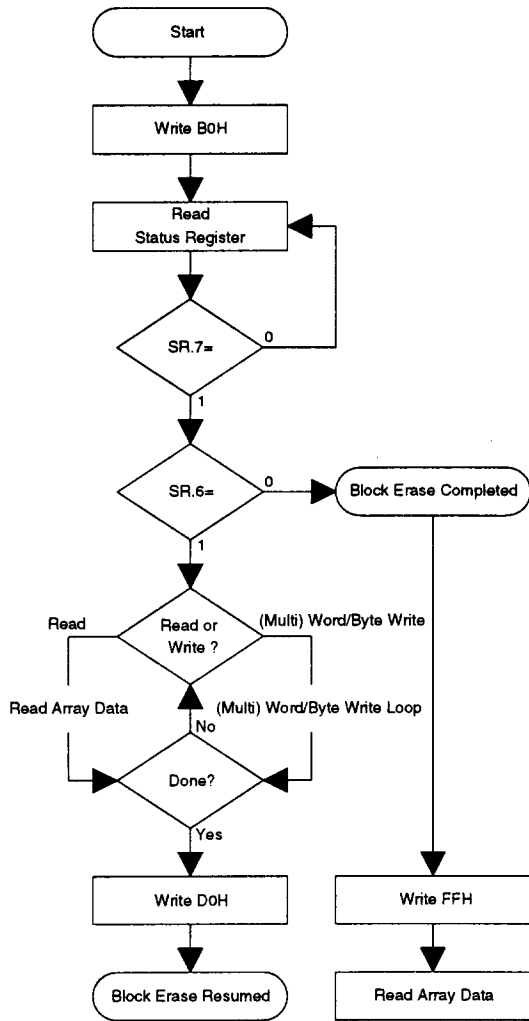 Start
Write B0H
Read
Status Register
SR.7=
0
1
SR.6=
0
Block Erase Completed
1
Read
Read or
Write ?
(Multi) Word/Byte Write
Read Array Data
(Multi) Word/Byte Write Loop
No
Done?
Yes
Write D0H
Write FFH
Block Erase Resumed
Read Array Data